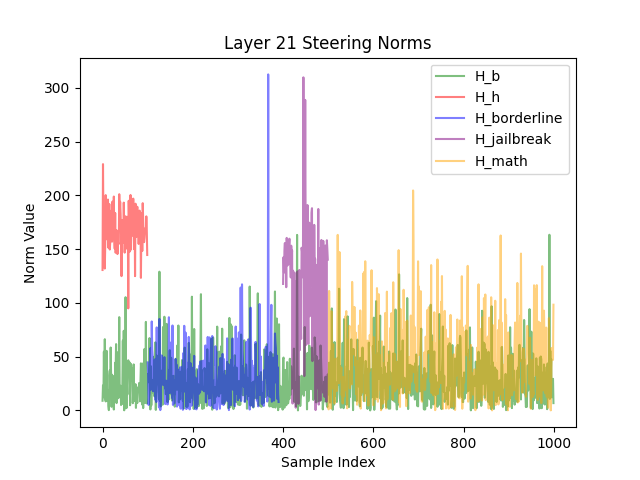 Layer 21 Steering Norms
Norm Value
300
250
200
150
100
50
0
H_b
H_h
H_borderline
H_jailbreak
H_math
0 200 400 600 800 1000
Sample Index